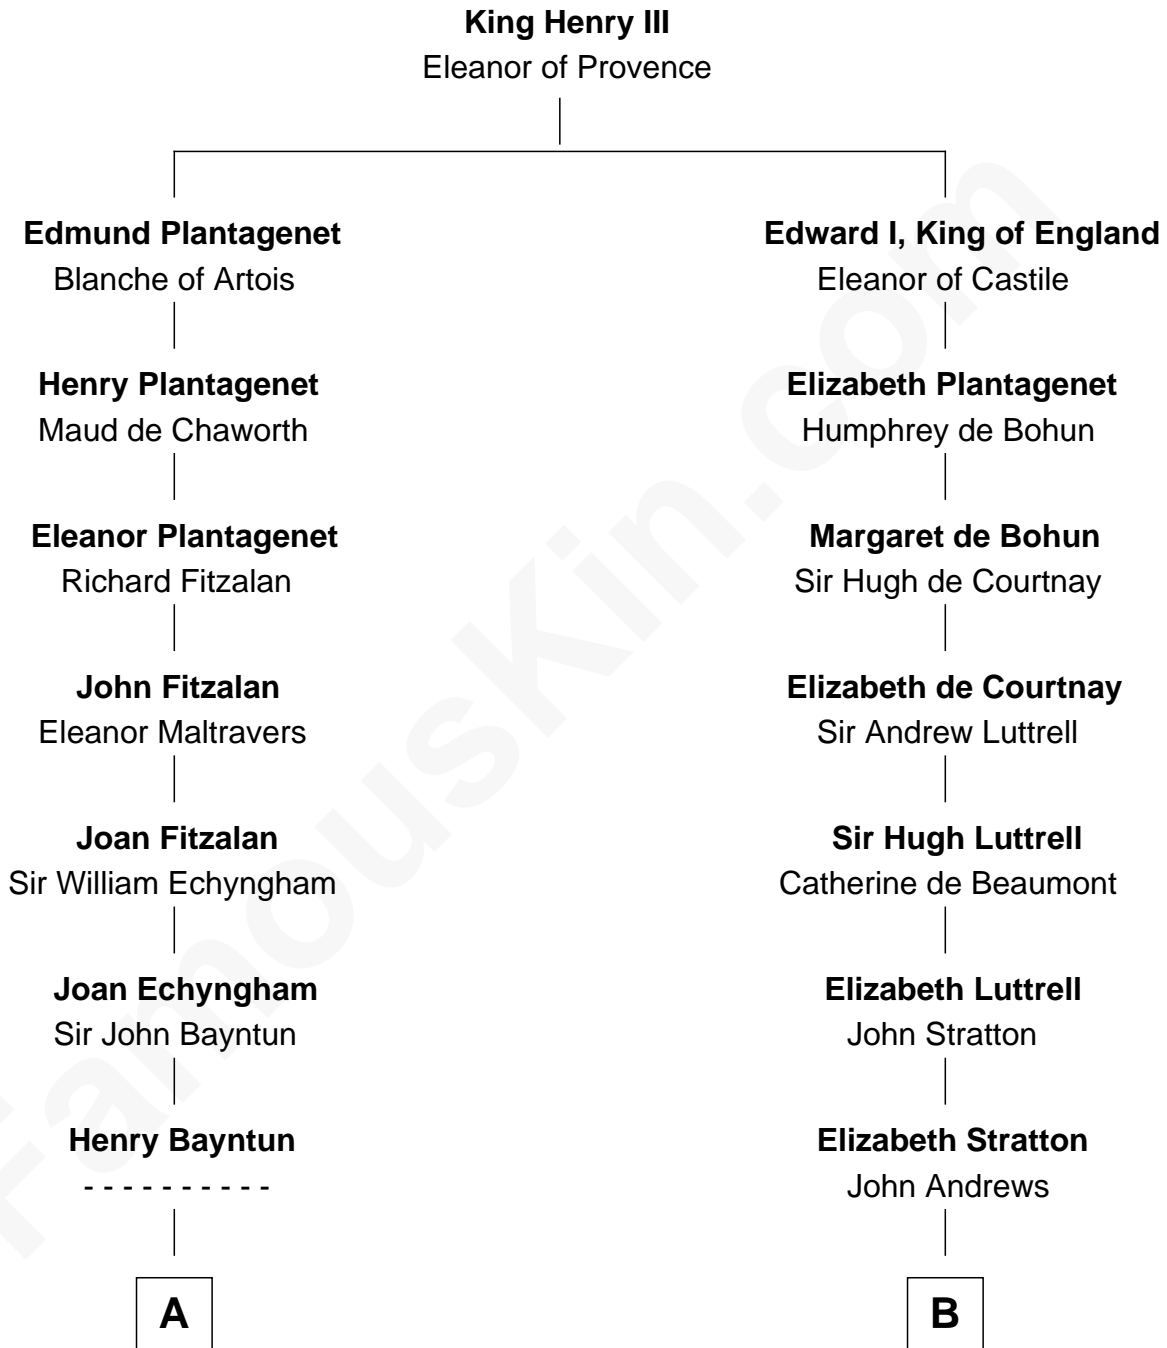 King Henry III
Eleanor of Provence
Edmund Plantagenet
Blanche of Artois
Henry Plantagenet
Maud de Chaworth
Eleanor Plantagenet
Richard Fitzalan
John Fitzalan
Eleanor Maltravers
Joan Fitzalan
Sir William Echyngham
Joan Echyngham
Sir John Bayntun
Henry Bayntun
- - - - - - - - - -
A
Edward I, King of England
Eleanor of Castile
Elizabeth Plantagenet
Humphrey de Bohun
Margaret de Bohun
Sir Hugh de Courtnay
Elizabeth de Courtnay
Sir Andrew Luttrell
Sir Hugh Luttrell
Catherine de Beaumont
Elizabeth Luttrell
John Stratton
Elizabeth Stratton
John Andrews
B
FamousKin.com